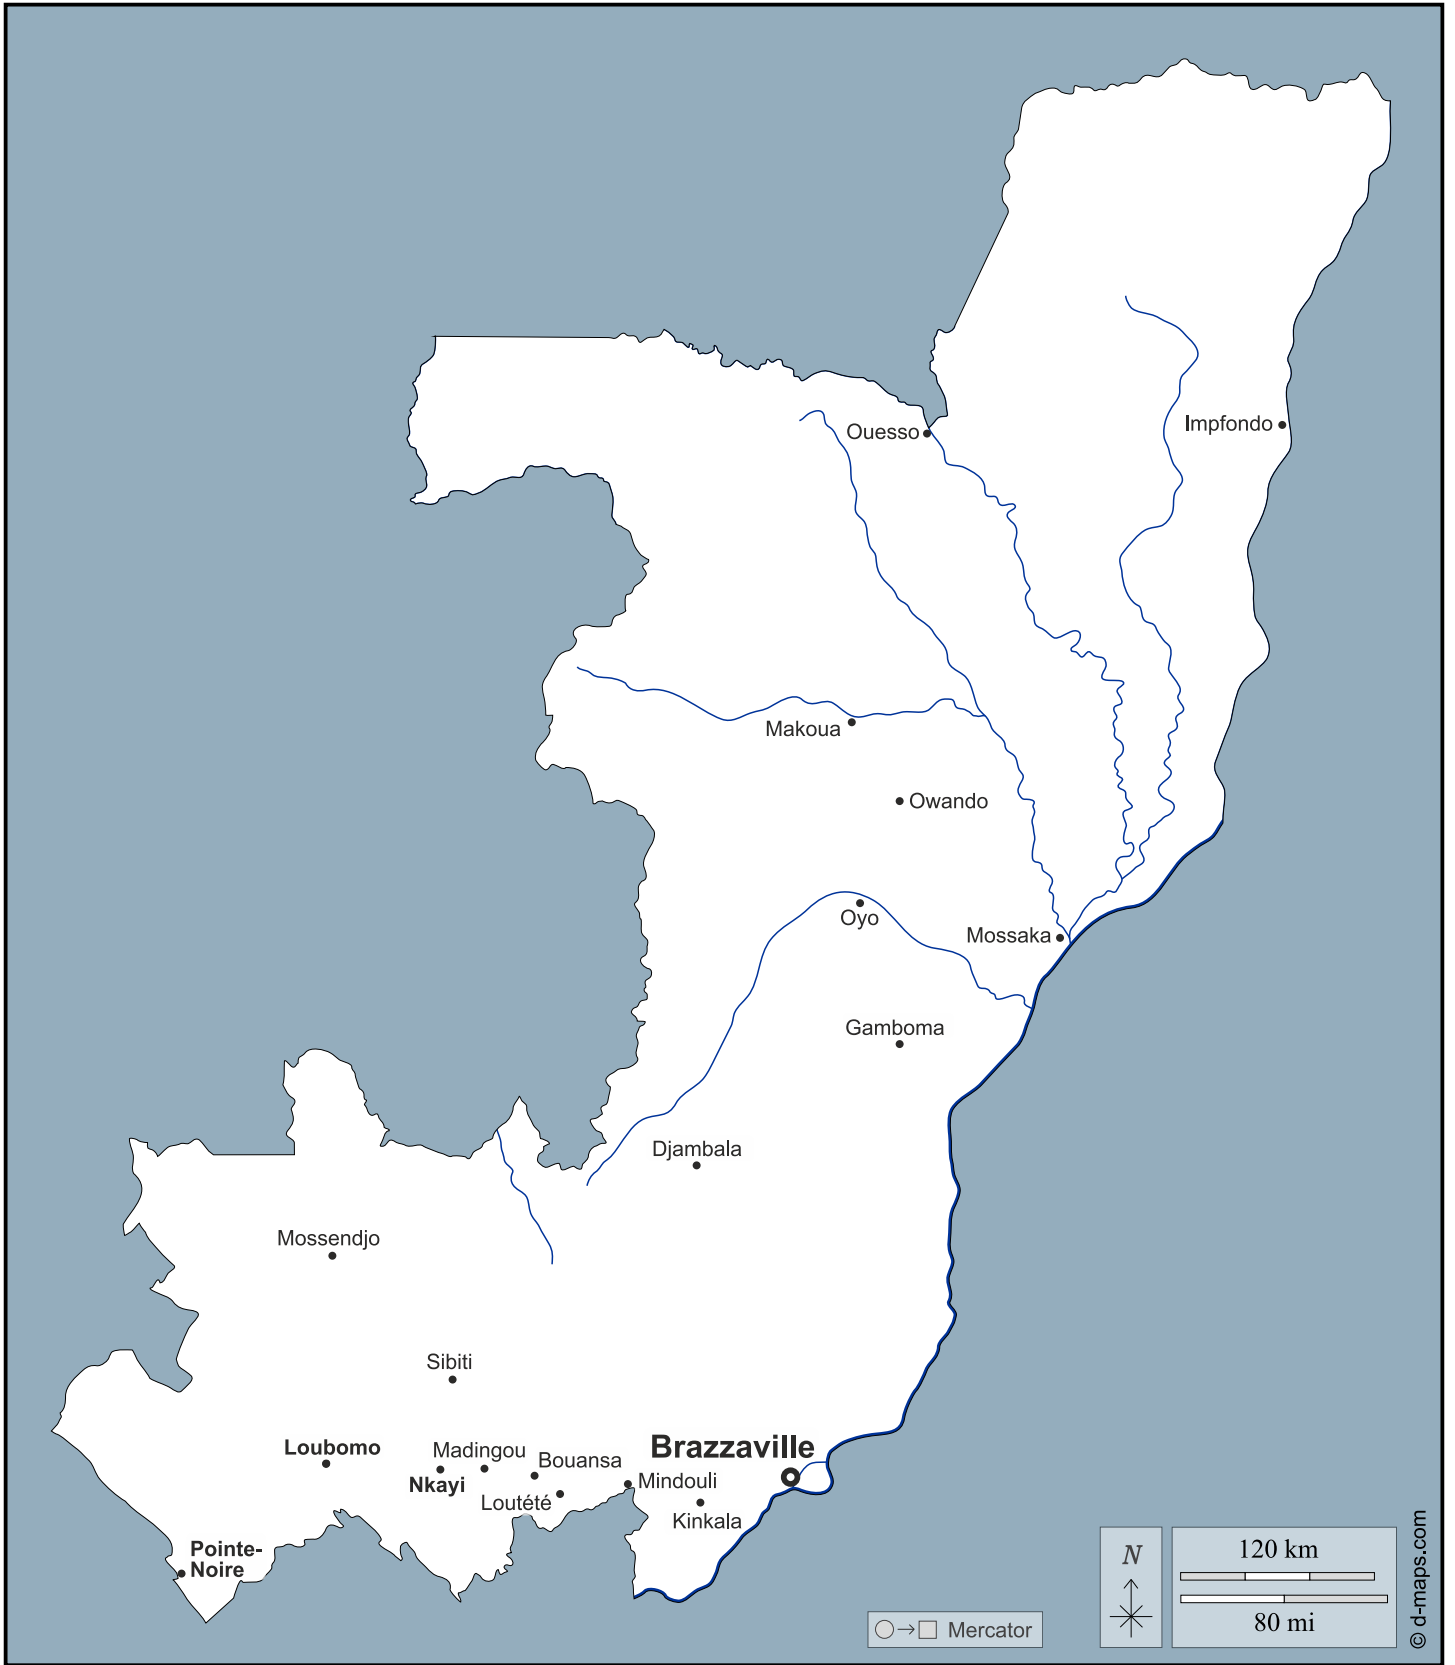 Ouesso
Impfondo
Makoua
Owando
Oyo
Mossaka
Gamboma
Djambala
Mossendjo
Sibiti
Loubomo
Madingou
Nkayi
Bouansa
Loutété
Brazzaville
Mindouli
Kinkala
Pointe-
Noire
Mercator
N
120 km
80 mi
© d-maps.com